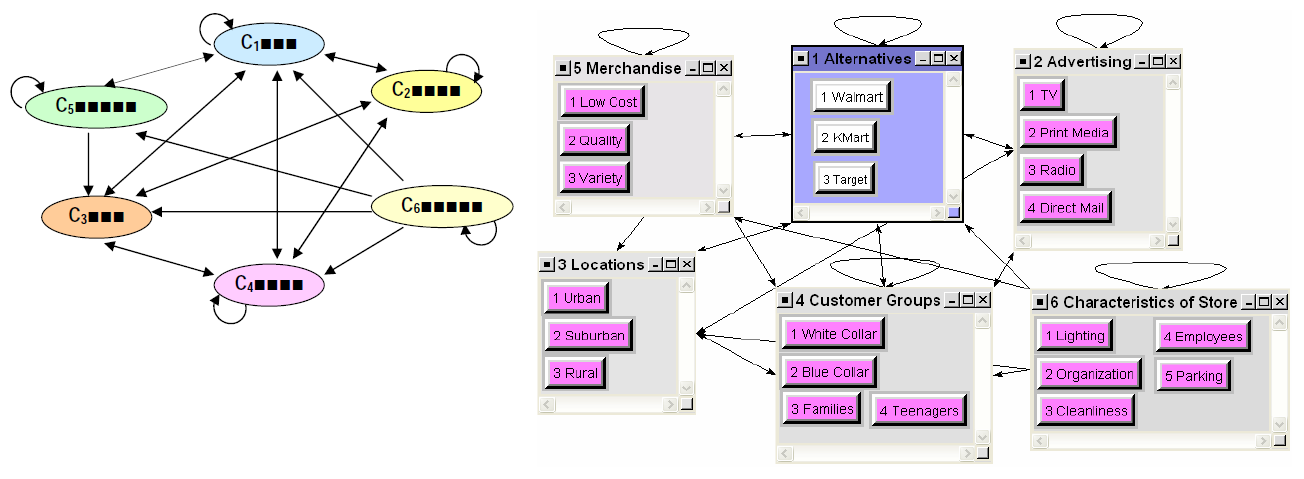 C1■■■
C2■■■■
C5■■■■■
C3■■■
C6■■■■■
C4■■■■
5 Merchandise
1 Low Cost
2 Quality
3 Variety
1 Alternatives
1 Walmart
2 KMart
3 Target
2 Advertising
1 TV
2 Print Media
3 Radio
4 Direct Mail
3 Locations
1 Urban
2 Suburban
3 Rural
4 Customer Groups
1 White Collar
2 Blue Collar
3 Families
4 Teenagers
6 Characteristics of Store
1 Lighting
4 Employees
2 Organization
5 Parking
3 Cleanliness